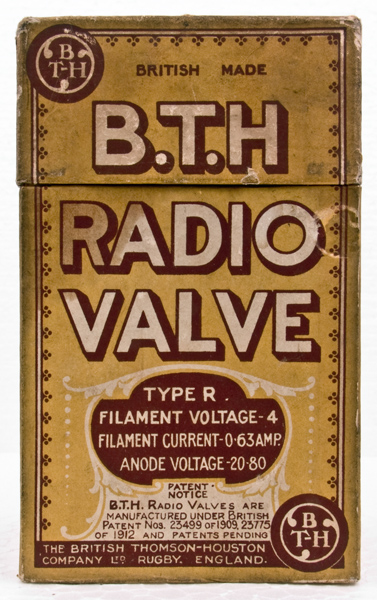 B
T-H
BRITISH MADE
B.T.H
RADIO
VALVE
TYPE R.
FILAMENT VOLTAGE-4
FILAMENT CURRENT-0·63 AMP.
ANODE VOLTAGE-20-80
PATENT-
NOTICE
B.T.H. RADIO VALVES ARE
MANUFACTURED UNDER BRITISH
PATENT NOS. 23499 OF 1909, 23775
OF 1912 AND PATENTS PENDING
B
T-H
THE BRITISH THOMSON-HOUSTON
COMPANY LTD RUGBY, ENGLAND.